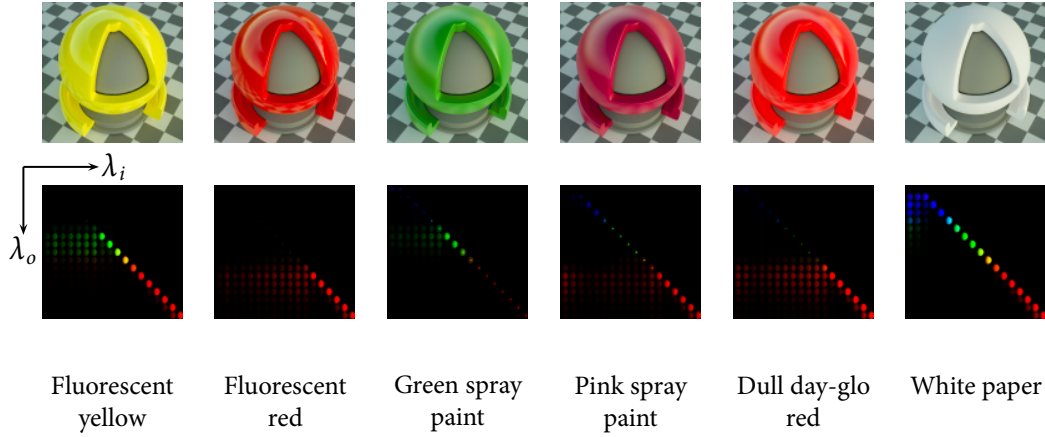 λi
λo
Fluorescent
yellow
Fluorescent
red
Green spray
paint
Pink spray
paint
Dull day-glo
red
White paper